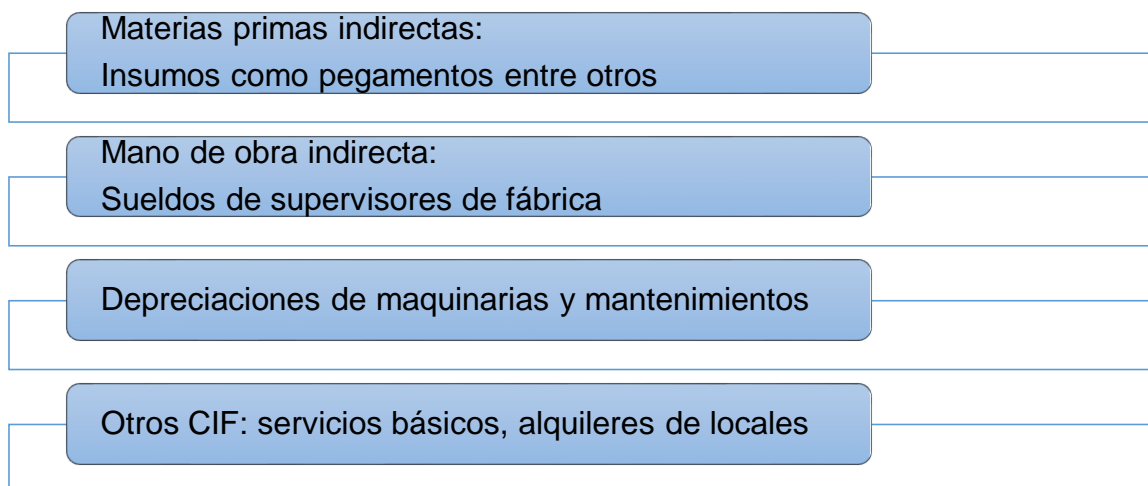 Materias primas indirectas:
Insumos como pegamentos entre otros
Mano de obra indirecta:
Sueldos de supervisores de fábrica
Depreciaciones de maquinarias y mantenimientos
Otros CIF: servicios básicos, alquileres de locales